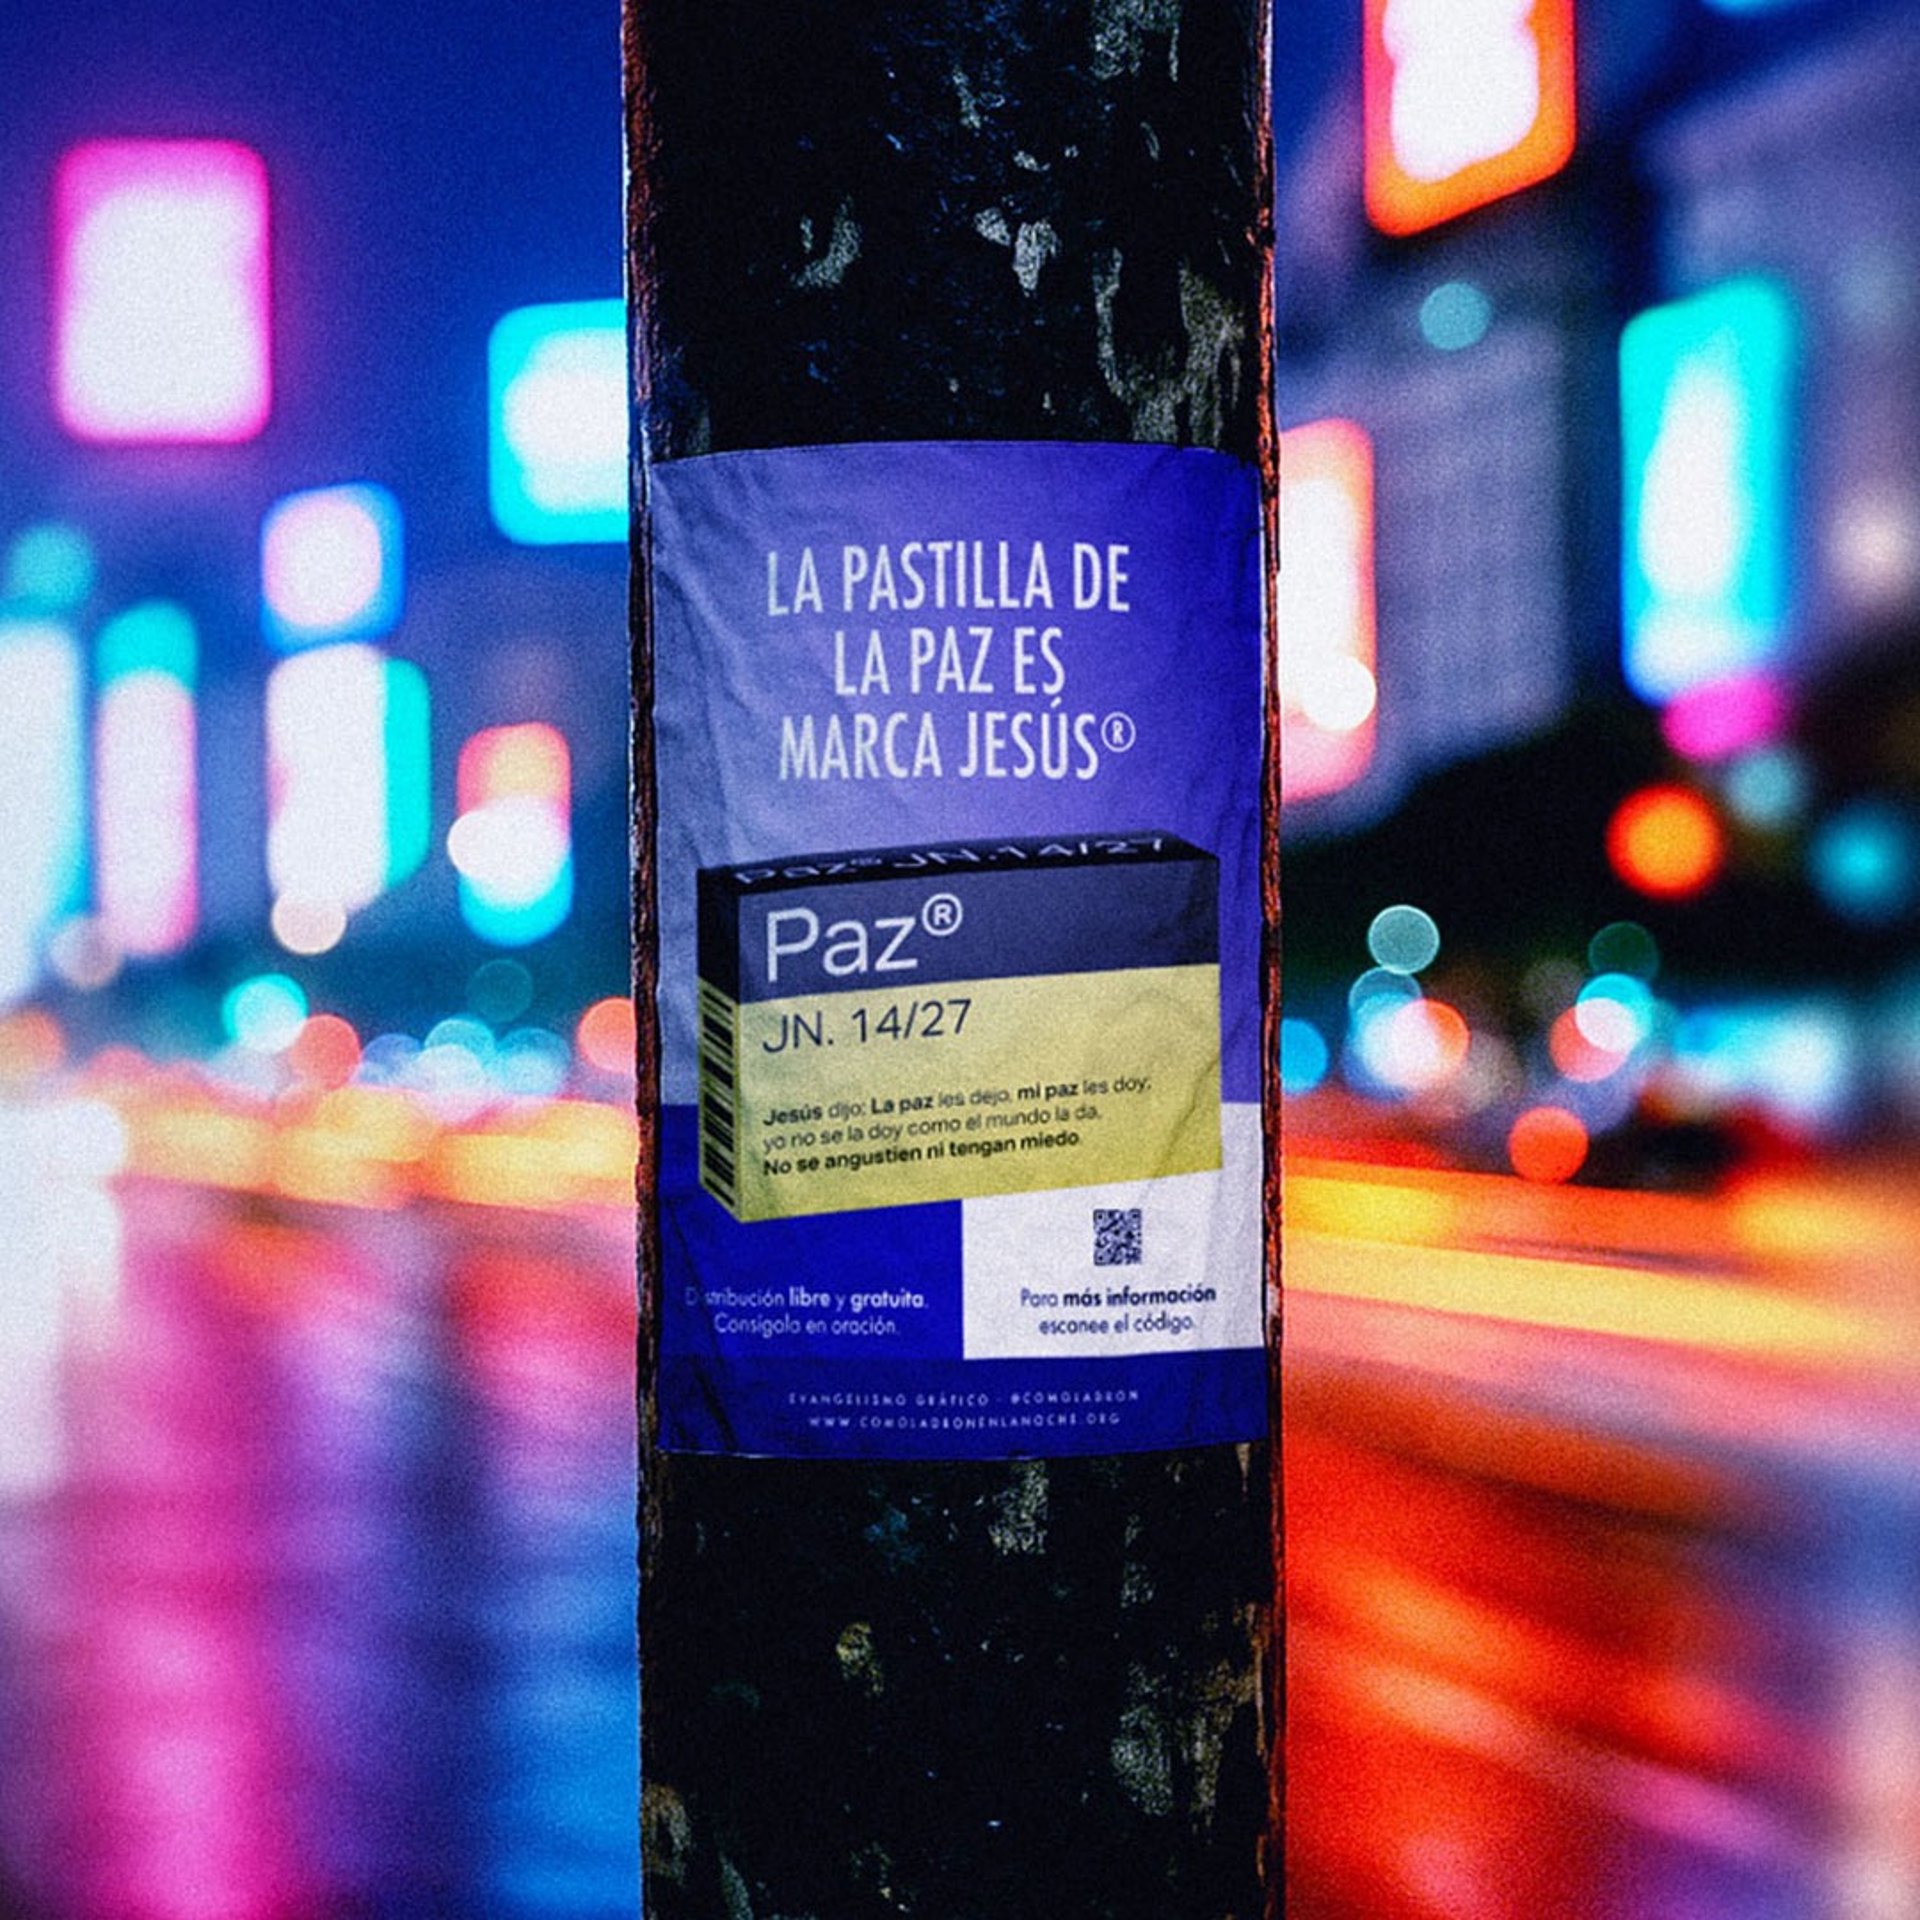 LA PASTILLA DE
LA PAZ ES
MARCA JESÚS®
Paz® JN.14/27
Paz®
JN. 14/27
Jesús dijo: La paz les dejo, mi paz les doy;
yo no se la doy como el mundo la da.
No se angustien ni tengan miedo.
Distribución libre y gratuita.
Consígala en oración.
Para más información
escanee el código.
EVANGELISMO GRÁFICO - @COMOLADRON
WWW.COMOLADRONENLANOCHE.ORG